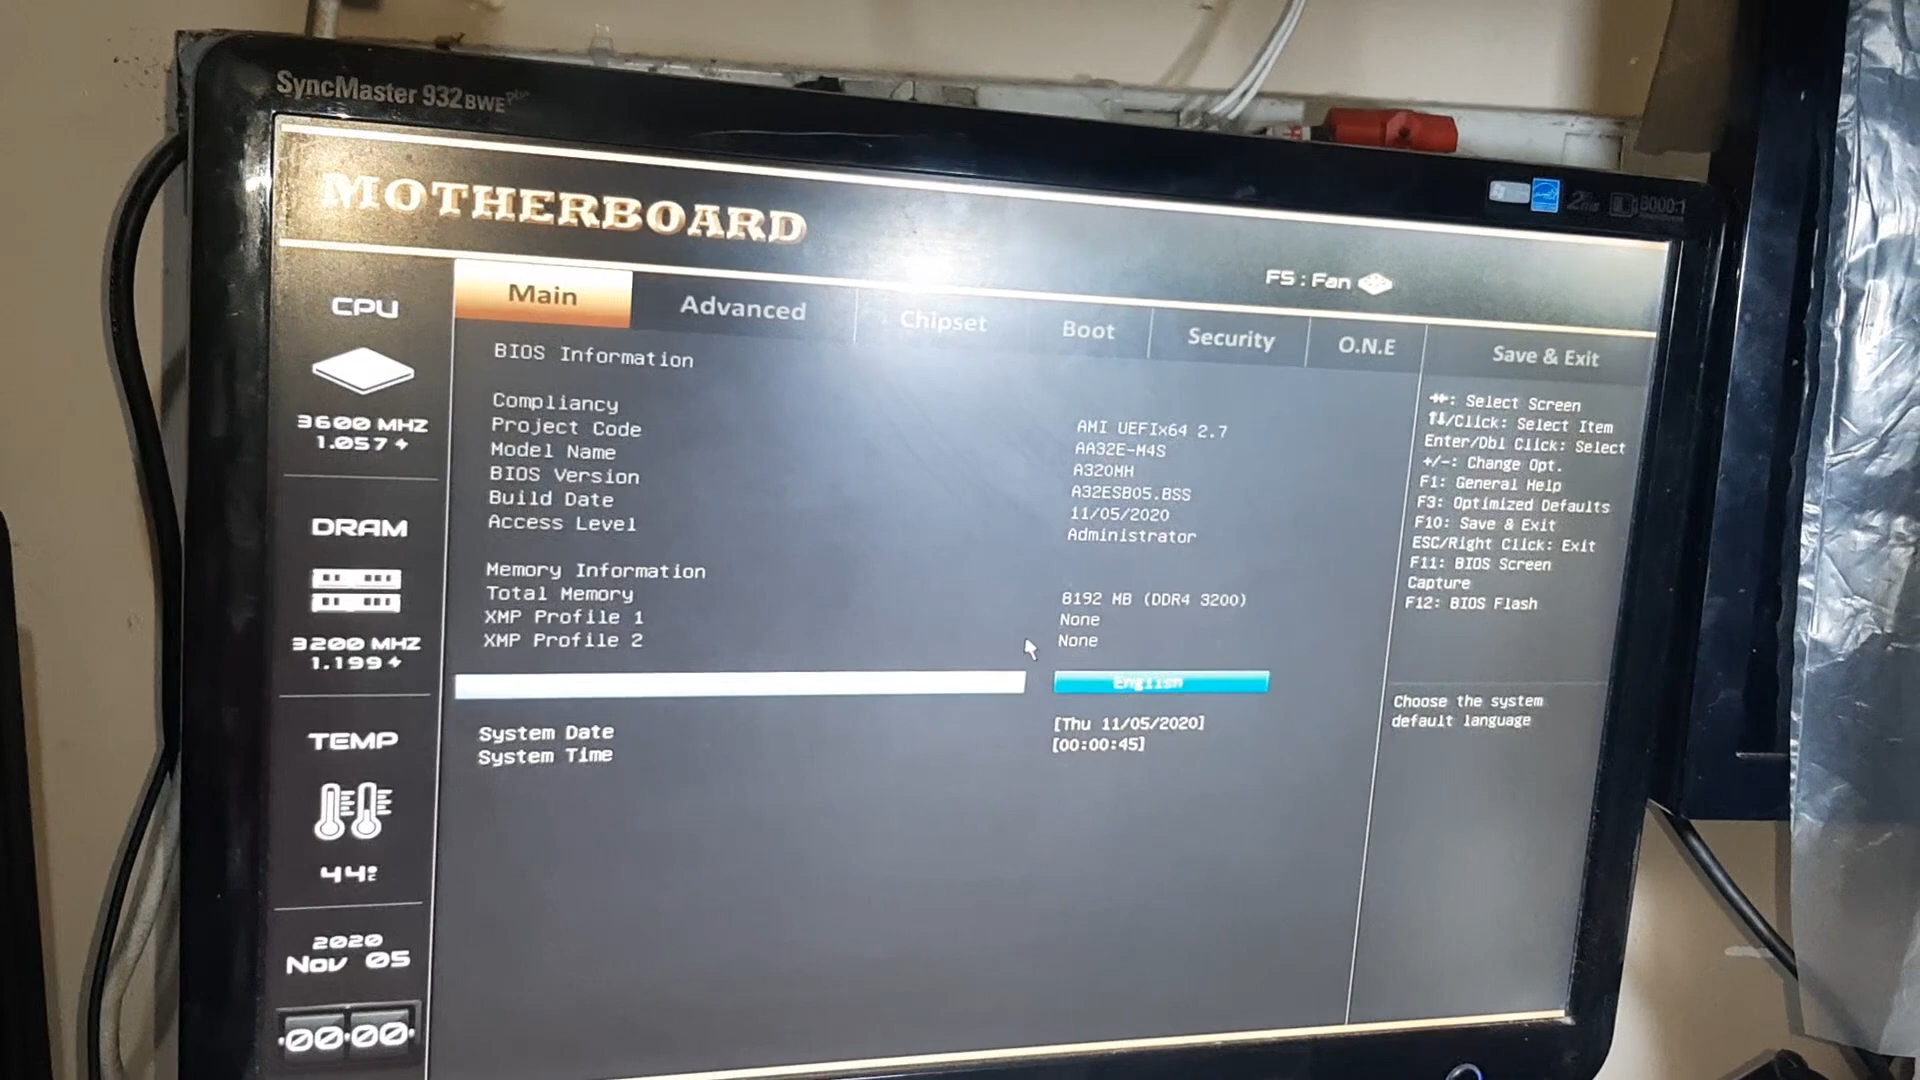 SyncMaster 932BWE plus
2ms 8000:1
MOTHERBOARD
F5 : Fan
Main Advanced Chipset Boot Security O.N.E Save & Exit
CPU
3600 MHZ
1.057
DRAM
3200 MHZ
1.199
TEMP
44°C
2020
Nov 05
00:00
BIOS Information
Compliancy AMI UEFIx64 2.7
Project Code AA32E-M4S
Model Name A320MH
BIOS Version A32ESB05.BSS
Build Date 11/05/2020
Access Level Administrator
Memory Information
Total Memory 8192 MB (DDR4 3200)
XMP Profile 1 None
XMP Profile 2 None
English
System Date [Thu 11/05/2020]
System Time [00:00:45]
: Select Screen
↑↓/Click: Select Item
Enter/Dbl Click: Select
+/-: Change Opt.
F1: General Help
F3: Optimized Defaults
F10: Save & Exit
ESC/Right Click: Exit
F11: BIOS Screen
Capture
F12: BIOS Flash
Choose the system
default language